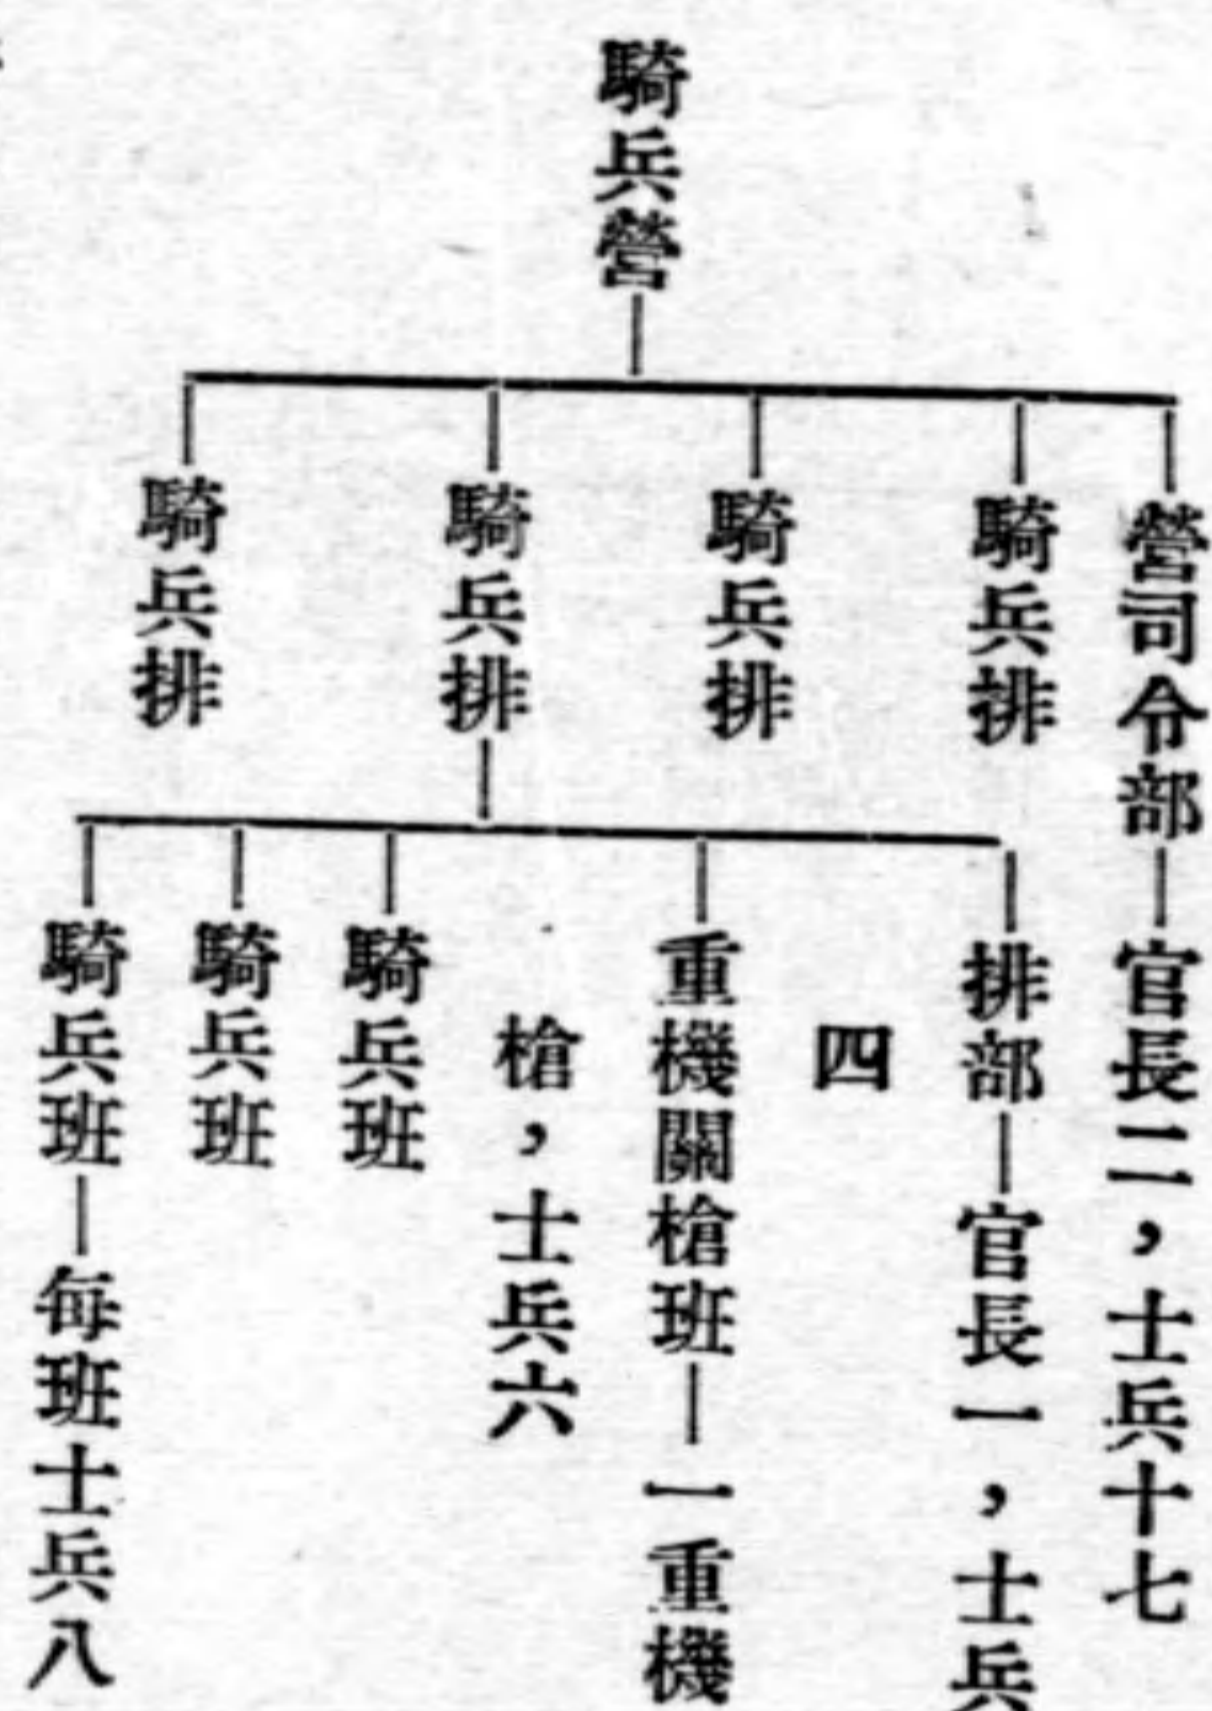 騎兵營
營司令部—官長二,士兵十七
騎兵排
騎兵排
騎兵排
騎兵排
排部—官長一,士兵
四
重機關槍班—一重機
槍,士兵六
騎兵班
騎兵班
騎兵班—每班士兵八